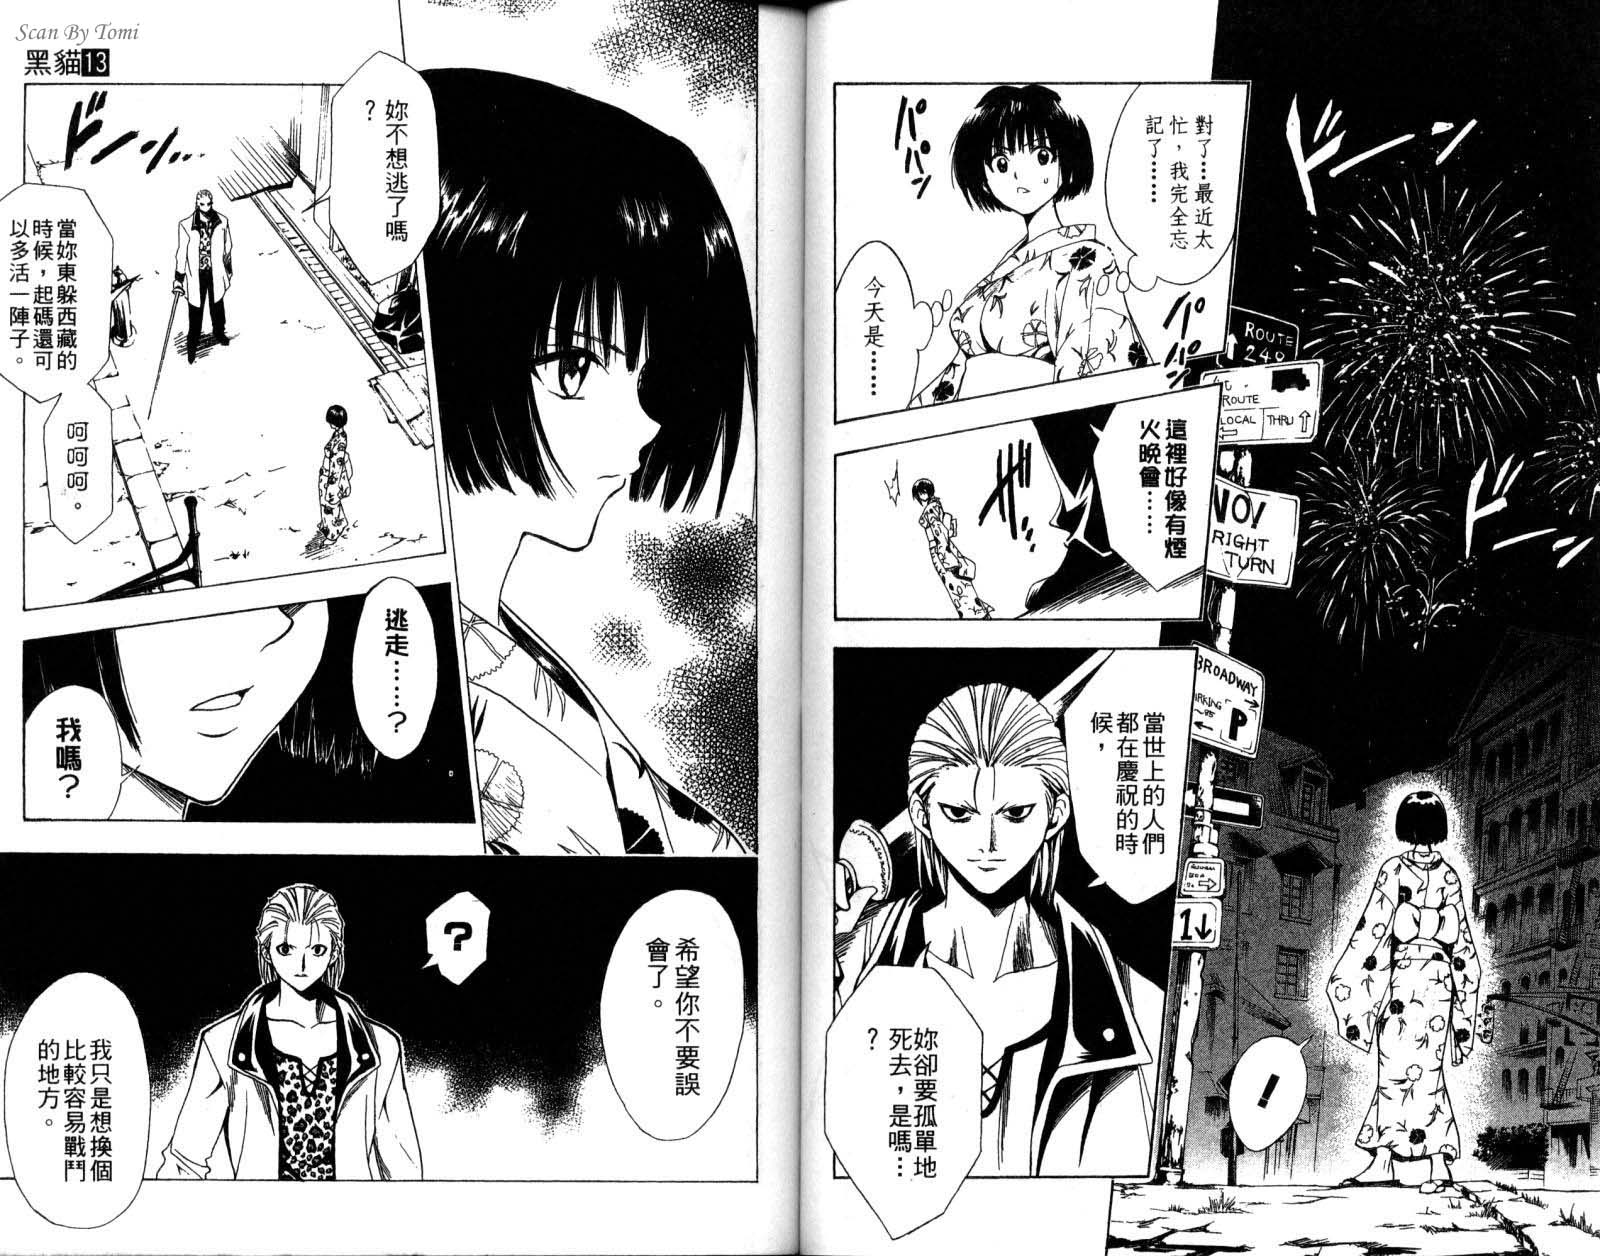 Scan By Tomi
黑貓13
ドーン
ドーン
ROUTE
249
ROUTE
LOCAL
THRU
NO
RIGHT
TURN
BROADWAY
P
1
！
對了……最近太
忙，我完全忘
記了……
パパン
パパン
今天是……
這裡好像有煙
火晚會……
當世上的人們
都在慶祝的時
候，
妳卻要孤單地
死去，是嗎…
？
妳不想逃了嗎
？
ドーン…
當妳東躲西藏的
時候，起碼還可
以多活一陣子。
呵呵呵。
逃走……？
我嗎？
希望你不要誤
會了。
？
我只是想換個
比較容易戰鬥
的地方。